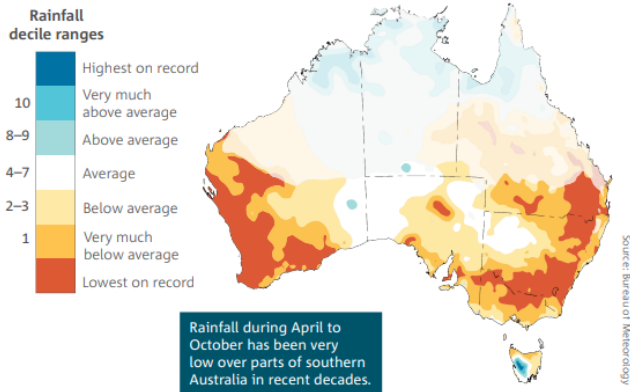 Rainfall
decile ranges
Highest on record
10
Very much
above average
8–9
Above average
4–7
Average
2–3
Below average
1
Very much
below average
Lowest on record
Rainfall during April to
October has been very
low over parts of southern
Australia in recent decades.
Source: Bureau of Meteorology